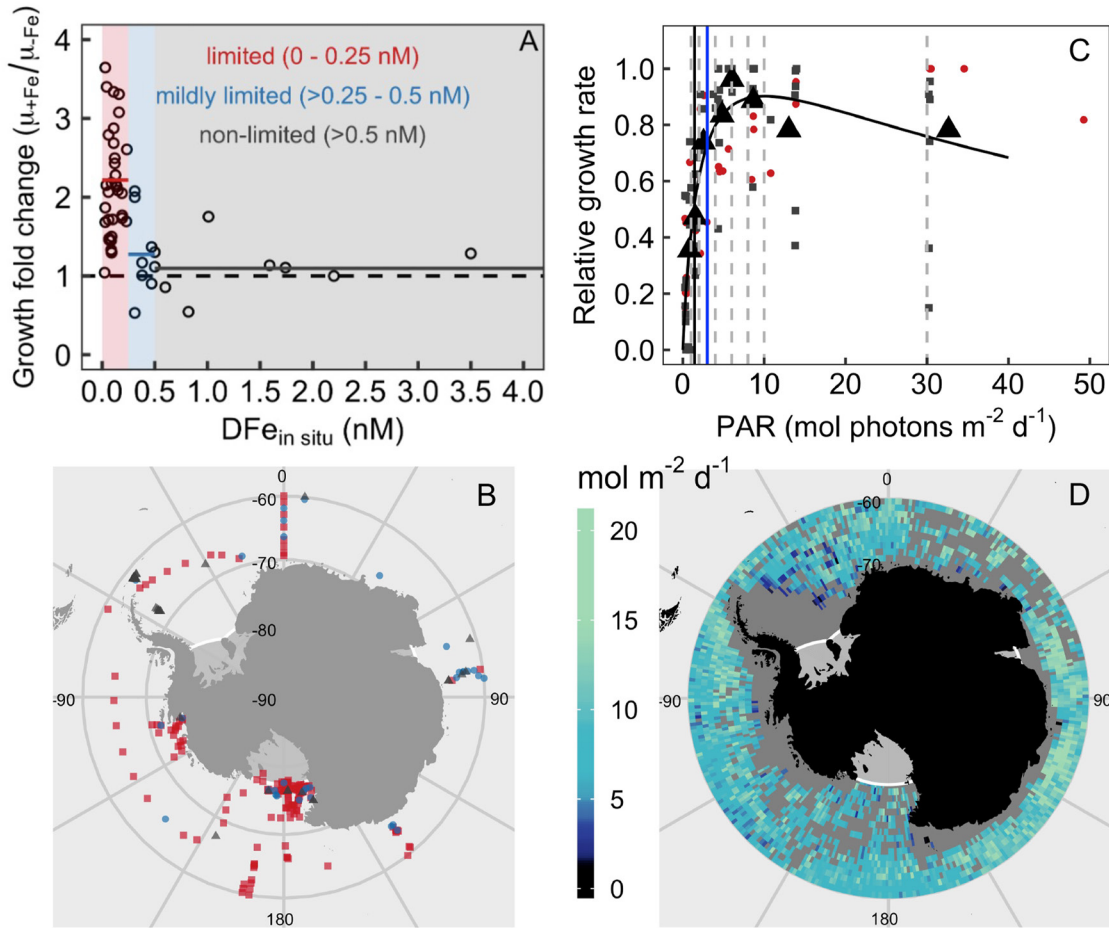 A
Growth fold change (μ+Fe/μ-Fe)
4
3
2
1
0
limited (0 - 0.25 nM)
mildly limited (>0.25 - 0.5 nM)
non-limited (>0.5 nM)
0.0 0.5 1.0 1.5 2.0 2.5 3.0 3.5 4.0
DFein situ (nM)
C
Relative growth rate
1.0
0.8
0.6
0.4
0.2
0.0
0 10 20 30 40 50
PAR (mol photons m-2 d-1)
B
0
-60
-70
-80
-90
-90
90
180
mol m-2 d-1
20
15
10
5
0
D
0
-60
-70
-90
90
180